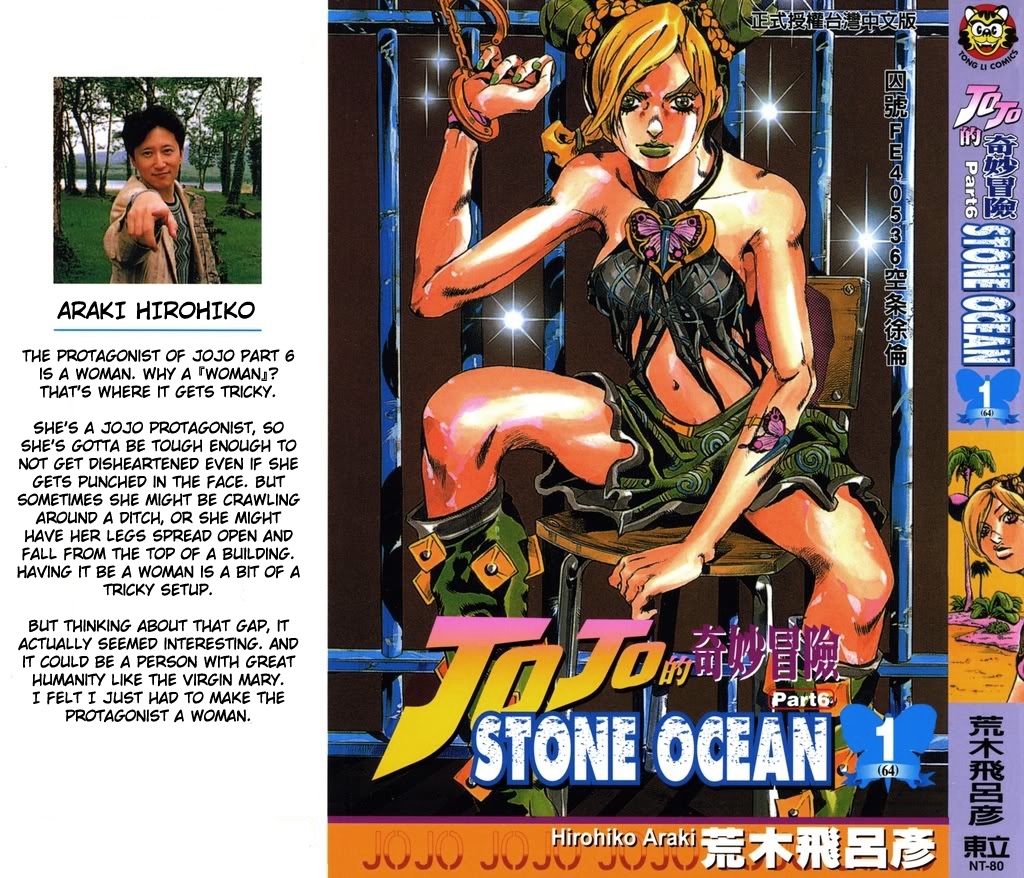 ARAKI HIROHIKO
THE PROTAGONIST OF JOJO PART 6
IS A WOMAN. WHY A 『WOMAN』?
THAT'S WHERE IT GETS TRICKY.
SHE'S A JOJO PROTAGONIST, SO
SHE'S GOTTA BE TOUGH ENOUGH TO
NOT GET DISHEARTENED EVEN IF SHE
GETS PUNCHED IN THE FACE. BUT
SOMETIMES SHE MIGHT BE CRAWLING
AROUND A DITCH, OR SHE MIGHT
HAVE HER LEGS SPREAD OPEN AND
FALL FROM THE TOP OF A BUILDING.
HAVING IT BE A WOMAN IS A BIT OF A
TRICKY SETUP.
BUT THINKING ABOUT THAT GAP, IT
ACTUALLY SEEMED INTERESTING. AND
IT COULD BE A PERSON WITH GREAT
HUMANITY LIKE THE VIRGIN MARY.
I FELT I JUST HAD TO MAKE THE
PROTAGONIST A WOMAN.
正式授權台灣中文版
囚號FE40536空条徐倫
JOJO的奇妙冒險
Part6
STONE OCEAN
1
(64)
JOJO JOJO JOJO
Hirohiko Araki 荒木飛呂彦
TONG LI COMICS
JOJO的奇妙冒險
Part6
STONE OCEAN
1
(64)
荒木飛呂彦
東立
NT-80